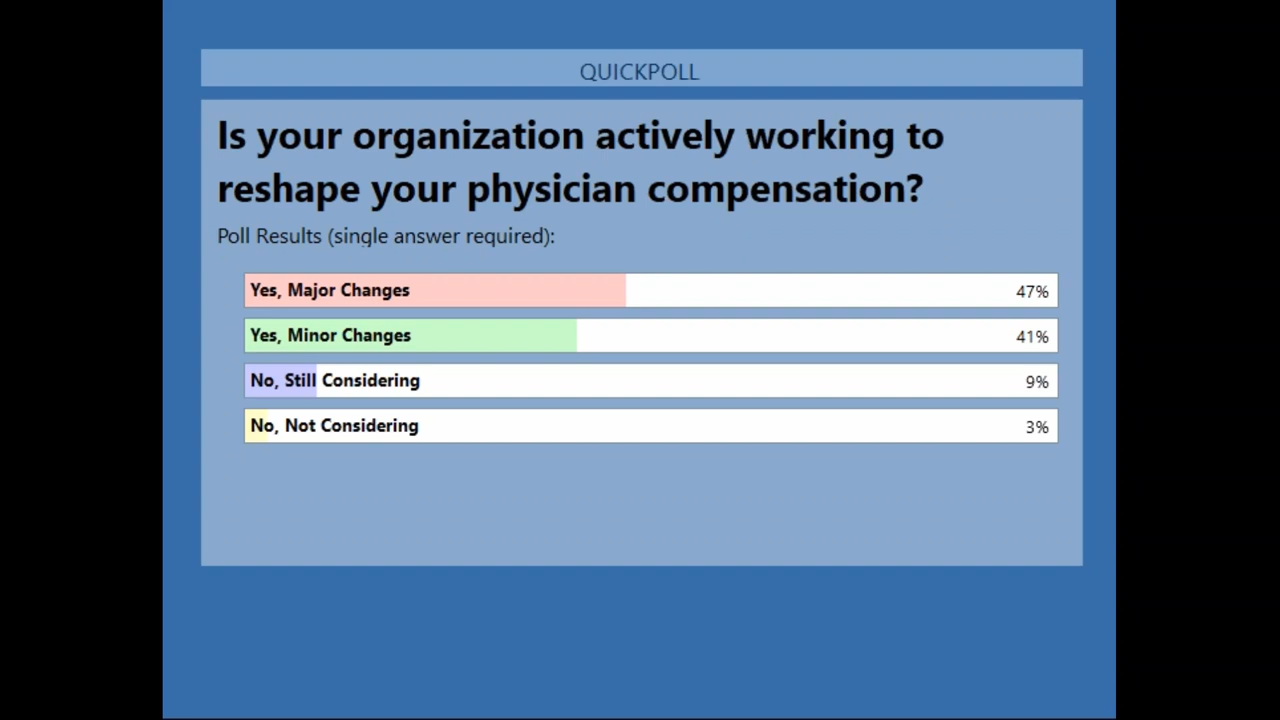 QUICKPOLL
Is your organization actively working to
reshape your physician compensation?
Poll Results (single answer required):
Yes, Major Changes 47%
Yes, Minor Changes 41%
No, Still Considering 9%
No, Not Considering 3%